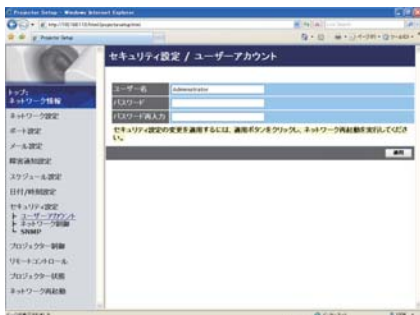 Projector Setup - Windows Internet Explorer
Projector Setup
セキュリティ設定 / ユーザーアカウント
トップ:
ネットワーク情報
ネットワーク設定
ポート設定
メール設定
障害通知設定
スケジュール設定
日付/時刻設定
セキュリティ設定
ユーザーアカウント
ネットワーク制御
SNMP
プロジェクター制御
リモートコントロール
プロジェクター状態
ネットワーク再起動
ユーザー名 Administrator
パスワード
パスワード再入力
セキュリティ設定の変更を適用するには、適用ボタンをクリックし、ネットワーク再起動を実行してください。
適用